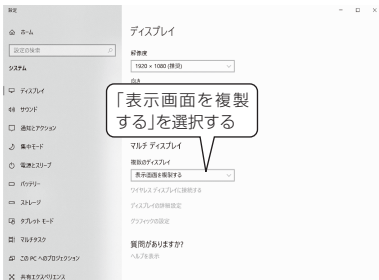 設定
ホーム
設定の検索
システム
ディスプレイ
サウンド
通知とアクション
集中モード
電源とスリープ
バッテリー
ストレージ
タブレット モード
マルチタスク
この PC へのプロジェクション
共有エクスペリエンス
ディスプレイ
解像度
1920 × 1080 (推奨)
向き
「表示画面を複製
する」を選択する
マルチ ディスプレイ
複数のディスプレイ
表示画面を複製する
ワイヤレス ディスプレイに接続する
ディスプレイの詳細設定
グラフィックの設定
質問がありますか?
ヘルプを表示